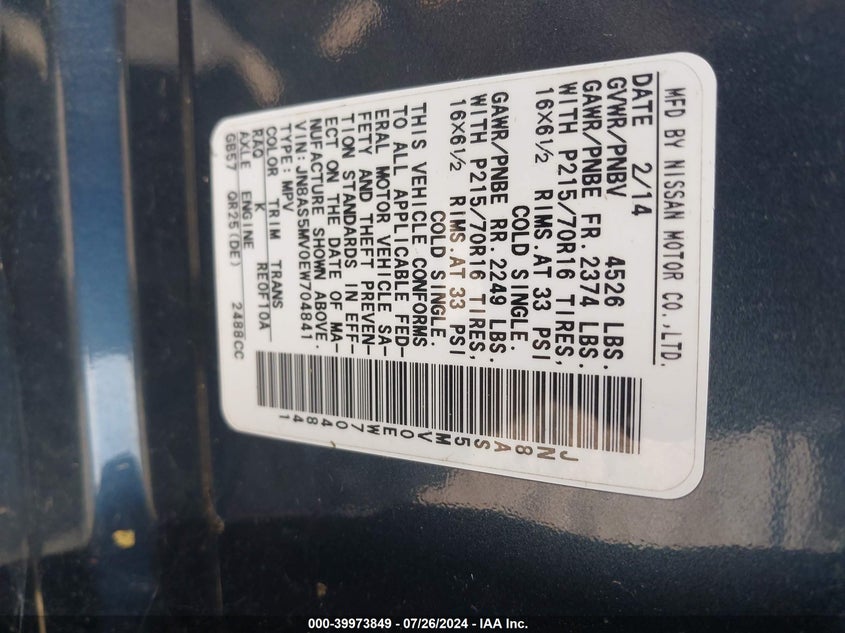 MFD BY NISSAN MOTOR CO.,LTD.
DATE 2/14
GVWR/PNBV 4526 LBS.
GAWR/PNBE FR. 2374 LBS.
WITH P215/70R16 TIRES,
16X6½ RIMS.AT 33 PSI
COLD SINGLE.
GAWR/PNBE RR. 2249 LBS.
WITH P215/70R16 TIRES,
16X6½ RIMS.AT 33 PSI
COLD SINGLE.
THIS VEHICLE CONFORMS
TO ALL APPLICABLE FED-
ERAL MOTOR VEHICLE SA-
FETY AND THEFT PREVEN-
TION STANDARDS IN EFF-
ECT ON THE DATE OF MA-
NUFACTURE SHOWN ABOVE.
VIN:JN8AS5MV0EW704841
TYPE:MPV
COLOR TRIM TRANS
RAQ K RE0F10A
AXLE ENGINE
GB57 QR25(DE) 2488CC
JN8AS5MV0EW704841
000-39973849 - 07/26/2024 - IAA Inc.